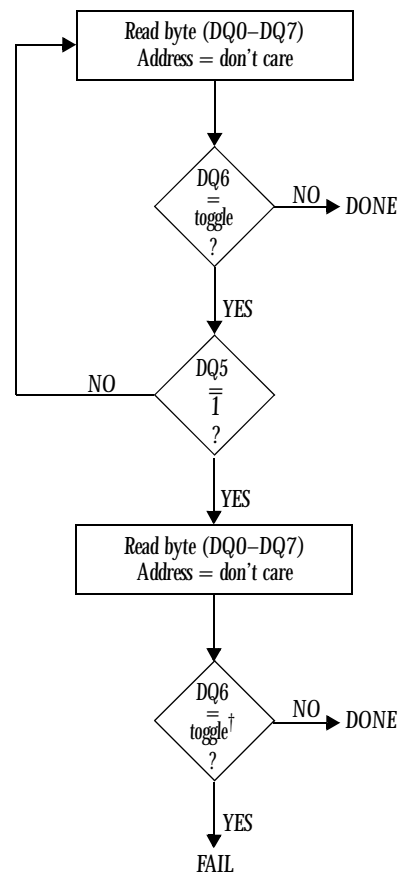 Read byte (DQ0–DQ7)
Address = don't care
DQ6
=
toggle
?
NO
DONE
YES
DQ5
=
1
?
NO
YES
Read byte (DQ0–DQ7)
Address = don't care
DQ6
=
toggle†
?
NO
DONE
YES
FAIL